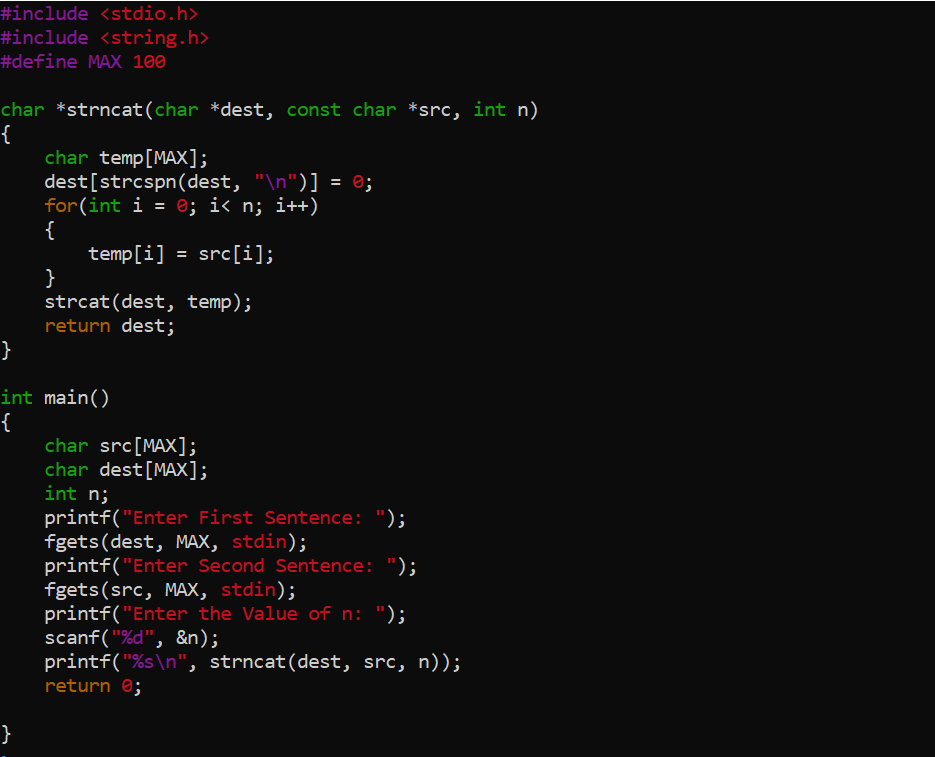 #include <stdio.h>
#include <string.h>
#define MAX 100

char *strncat(char *dest, const char *src, int n)
{
    char temp[MAX];
    dest[strcspn(dest, "\n")] = 0;
    for(int i = 0; i< n; i++)
    {
        temp[i] = src[i];
    }
    strcat(dest, temp);
    return dest;
}

int main()
{
    char src[MAX];
    char dest[MAX];
    int n;
    printf("Enter First Sentence: ");
    fgets(dest, MAX, stdin);
    printf("Enter Second Sentence: ");
    fgets(src, MAX, stdin);
    printf("Enter the Value of n: ");
    scanf("%d", &n);
    printf("%s\n", strncat(dest, src, n));
    return 0;

}